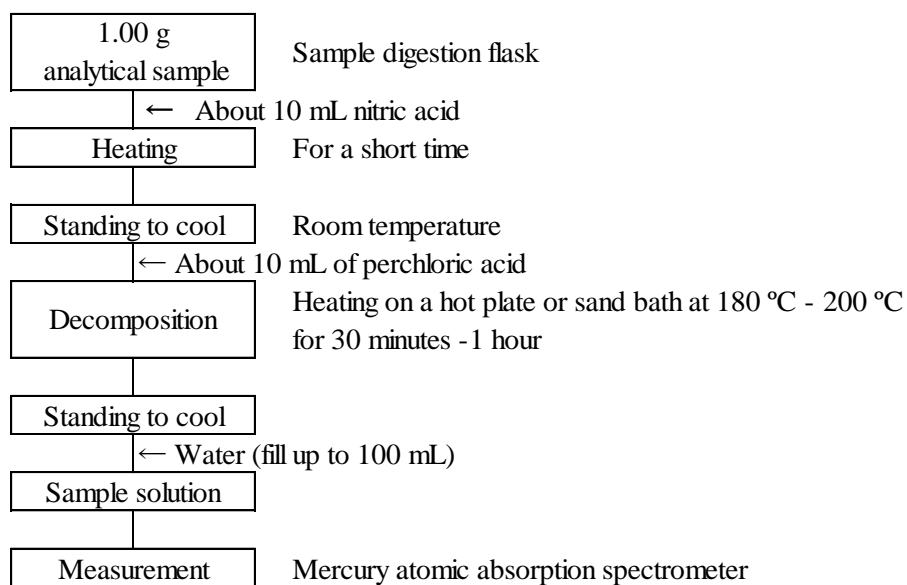 1.00 g
analytical sample
Sample digestion flask
← About 10 mL nitric acid
Heating
For a short time
Standing to cool
Room temperature
← About 10 mL of perchloric acid
Decomposition
Heating on a hot plate or sand bath at 180 ºC - 200 ºC
for 30 minutes -1 hour
Standing to cool
← Water (fill up to 100 mL)
Sample solution
Measurement
Mercury atomic absorption spectrometer